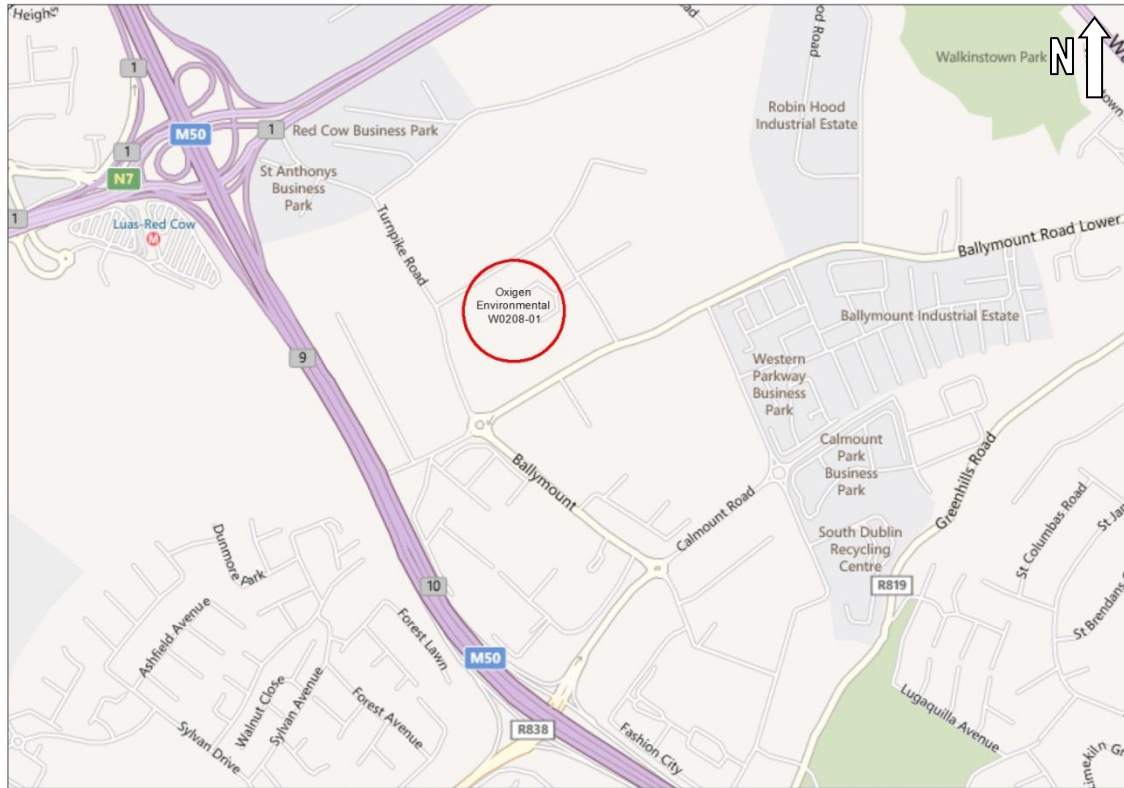 Heights
1
M50
1
1
N7
1
Luas-Red Cow
M
Red Cow Business Park
St Anthonys
Business
Park
Turnpike Road
Robin Hood
Industrial Estate
Walkinstown Park
N
Oxigen
Environmental
W0208-01
Ballymount Road Lower
Ballymount Industrial Estate
Western
Parkway
Business
Park
Calmount
Park
Business
Park
South Dublin
Recycling
Centre
R819
Greenhills Road
St Columbas Road
9
Ballymount
Calmount Road
10
M50
R838
Dunmore Park
Ashfield Avenue
Walnut Close
Sylvan Avenue
Sylvan Drive
Forest Avenue
Forest Lawn
Fashion City
Lugaquilla Avenue
St Brendans